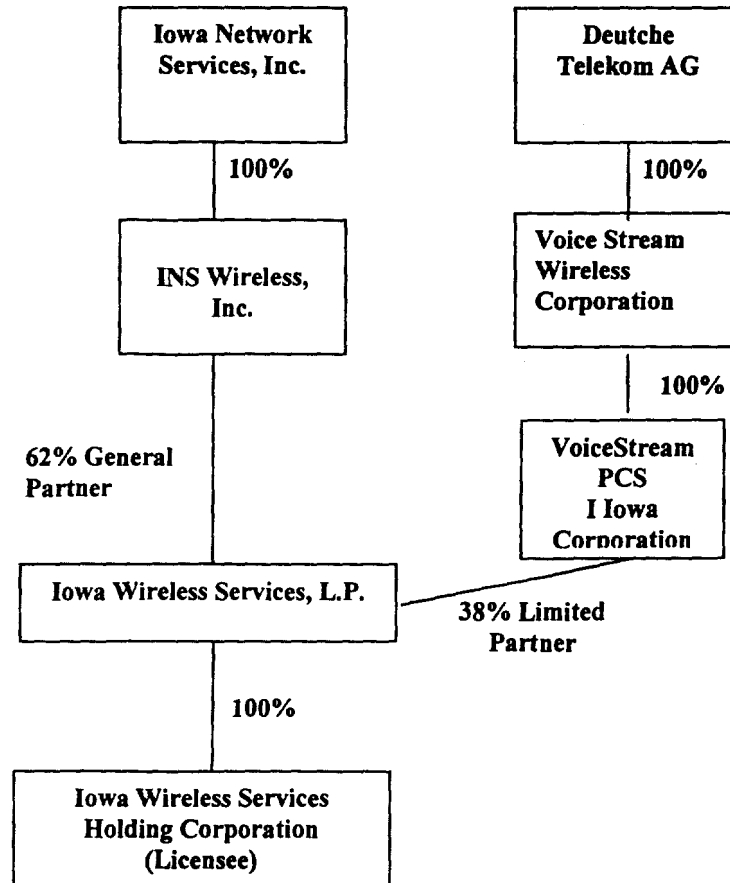 Iowa Network
Services, Inc.
Deutche
Telekom AG
100%
100%
INS Wireless,
Inc.
Voice Stream
Wireless
Corporation
100%
62% General
Partner
VoiceStream
PCS
I Iowa
Corporation
Iowa Wireless Services, L.P.
38% Limited
Partner
100%
Iowa Wireless Services
Holding Corporation
(Licensee)